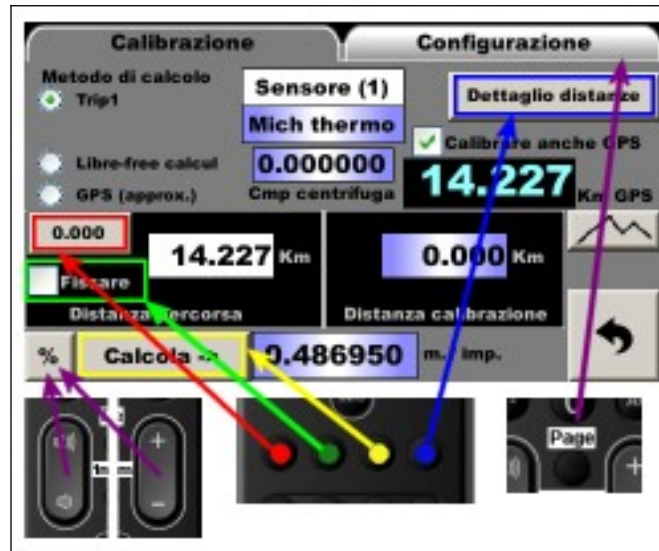 Calibrazione
Configurazione
Metodo di calcolo
Trip1
Sensore (1)
Mich thermo
Dettaglio distanze
Calibrare anche GPS
Libre-free calcul
0.000000
GPS (approx.)
Cmp centrifuga
14.227
Km GPS
0.000
14.227 Km
0.000 Km
Fissare
Distanza percorsa
Distanza calibrazione
%
Calcola ->
0.486950
m. / imp.
Page